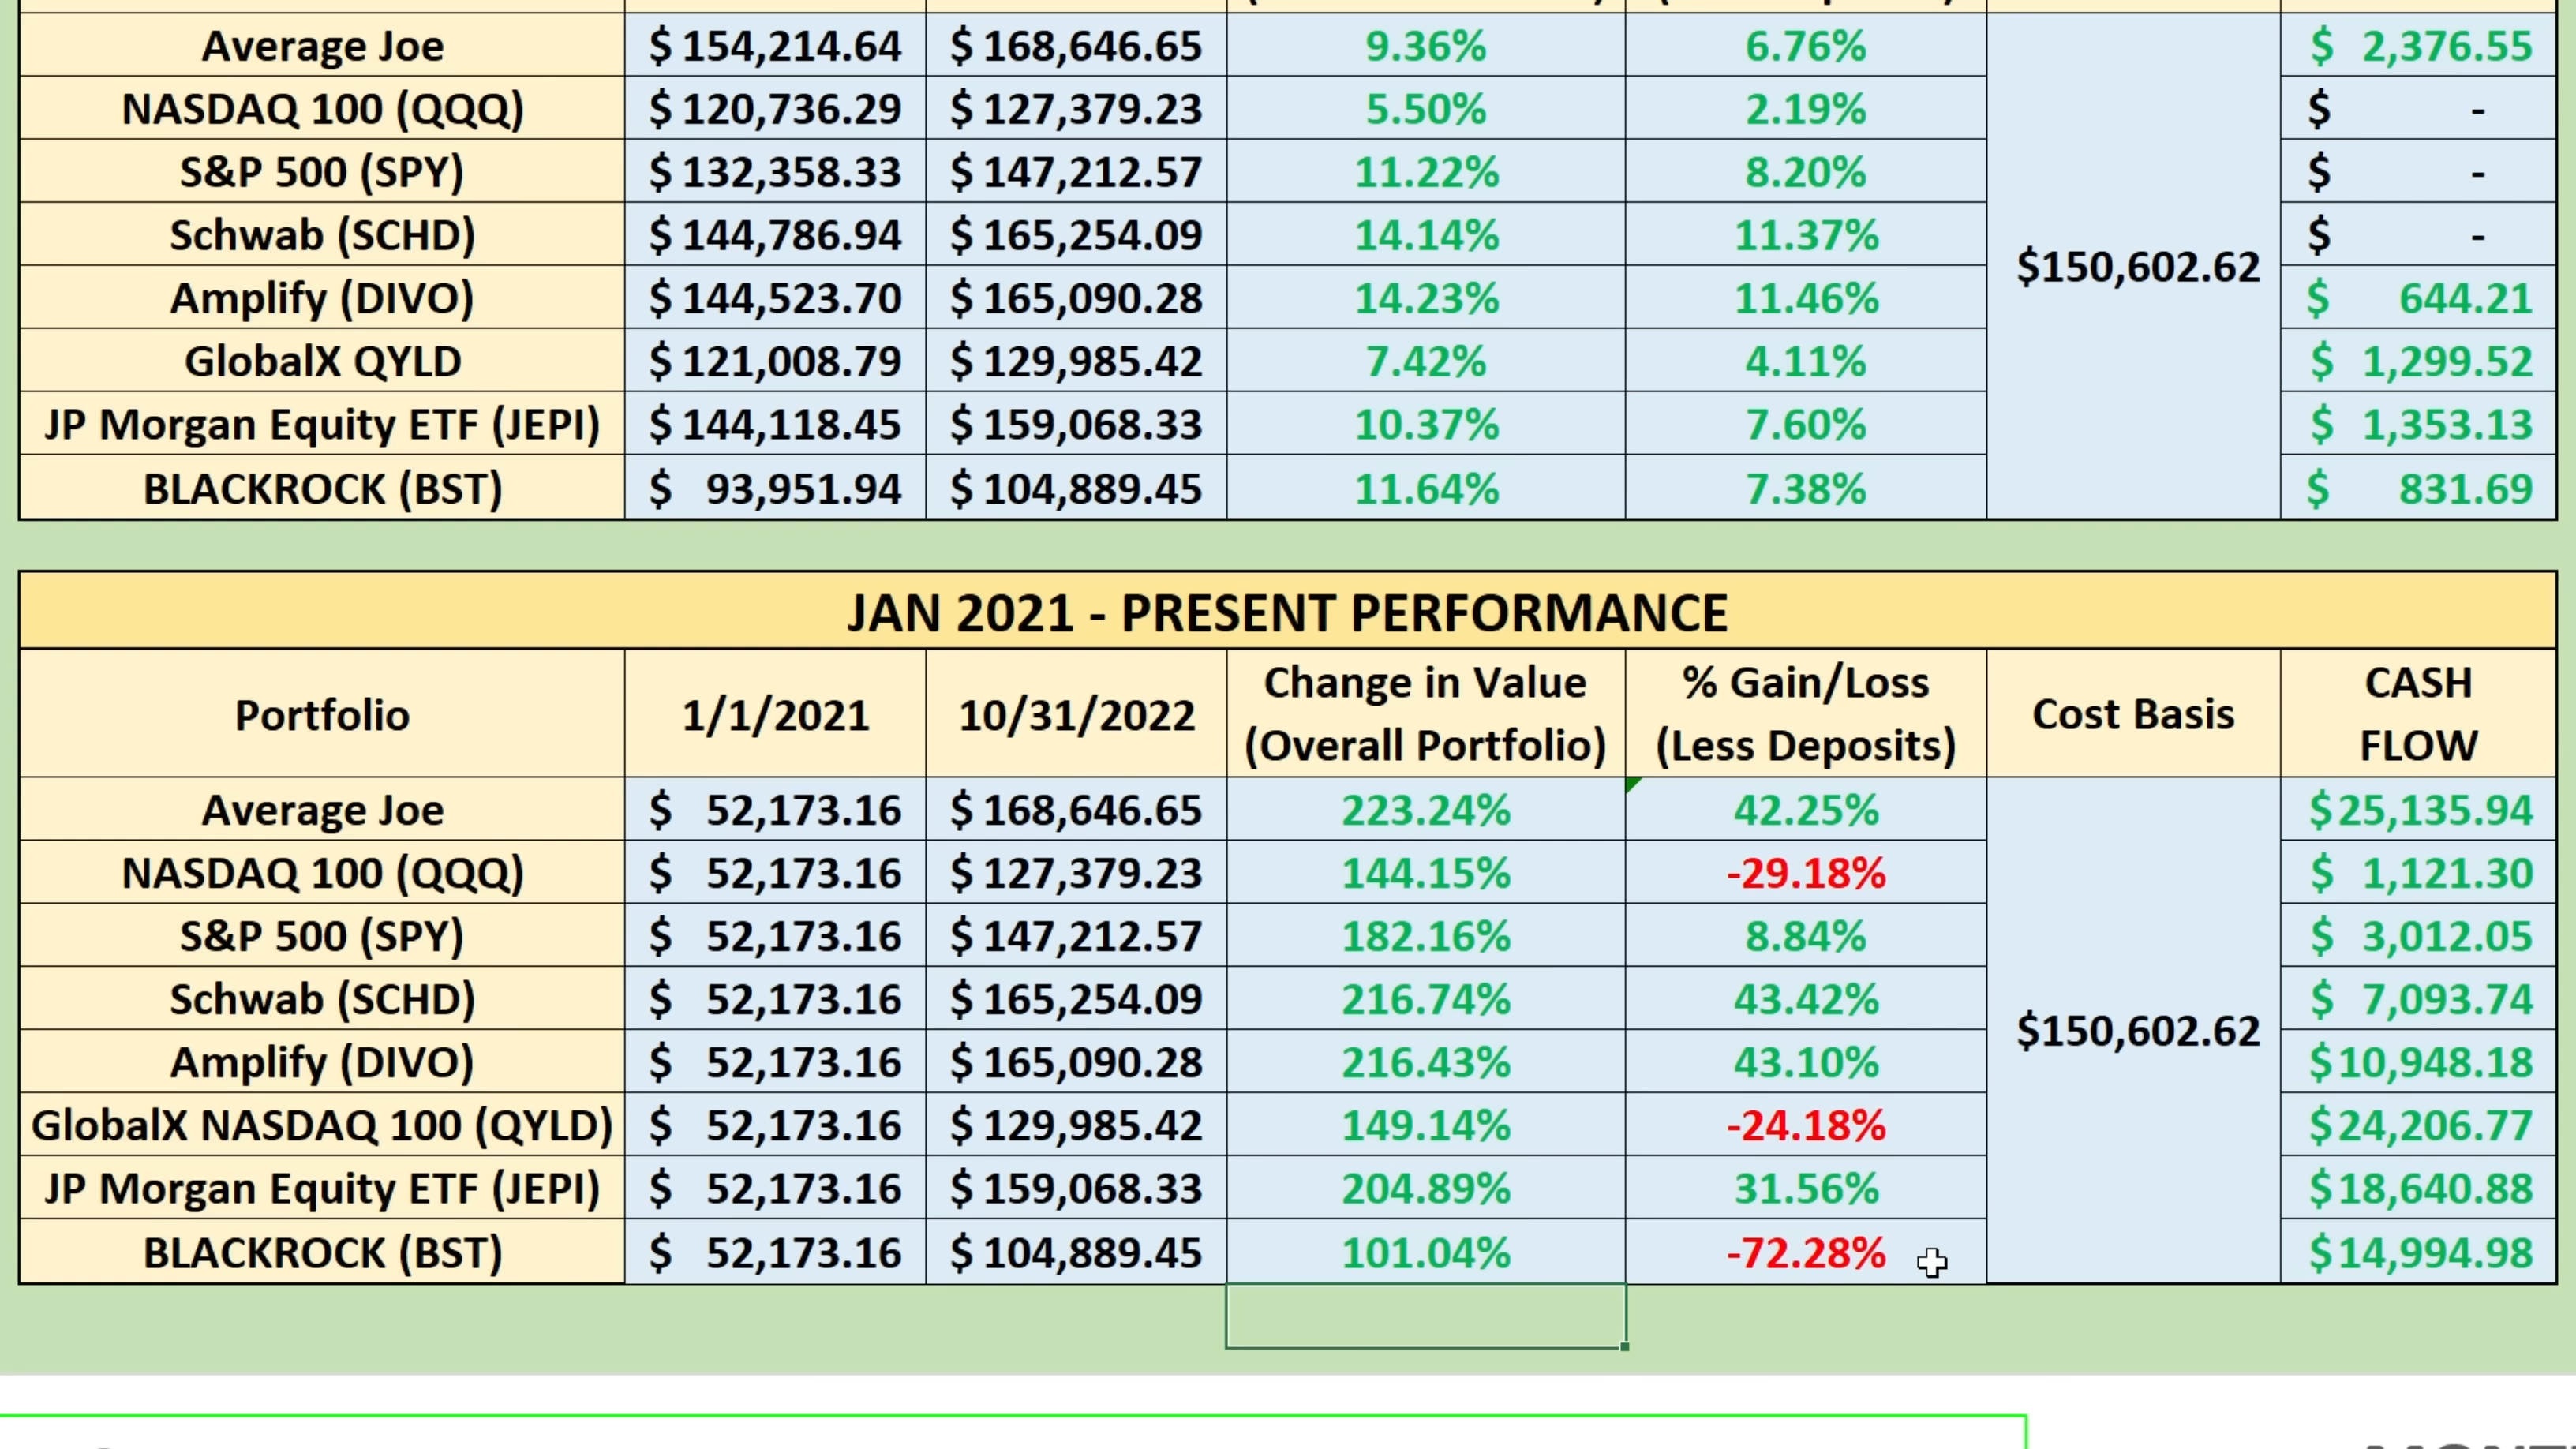 Average Joe $ 154,214.64 $ 168,646.65 9.36% 6.76% $ 2,376.55
NASDAQ 100 (QQQ) $ 120,736.29 $ 127,379.23 5.50% 2.19% $ -
S&P 500 (SPY) $ 132,358.33 $ 147,212.57 11.22% 8.20% $ -
Schwab (SCHD) $ 144,786.94 $ 165,254.09 14.14% 11.37% $ -
$150,602.62
Amplify (DIVO) $ 144,523.70 $ 165,090.28 14.23% 11.46% $ 644.21
GlobalX QYLD $ 121,008.79 $ 129,985.42 7.42% 4.11% $ 1,299.52
JP Morgan Equity ETF (JEPI) $ 144,118.45 $ 159,068.33 10.37% 7.60% $ 1,353.13
BLACKROCK (BST) $ 93,951.94 $ 104,889.45 11.64% 7.38% $ 831.69
JAN 2021 - PRESENT PERFORMANCE
Portfolio 1/1/2021 10/31/2022 Change in Value (Overall Portfolio) % Gain/Loss (Less Deposits) Cost Basis CASH FLOW
Average Joe $ 52,173.16 $ 168,646.65 223.24% 42.25% $ 25,135.94
NASDAQ 100 (QQQ) $ 52,173.16 $ 127,379.23 144.15% -29.18% $ 1,121.30
S&P 500 (SPY) $ 52,173.16 $ 147,212.57 182.16% 8.84% $ 3,012.05
Schwab (SCHD) $ 52,173.16 $ 165,254.09 216.74% 43.42% $ 7,093.74
$150,602.62
Amplify (DIVO) $ 52,173.16 $ 165,090.28 216.43% 43.10% $ 10,948.18
GlobalX NASDAQ 100 (QYLD) $ 52,173.16 $ 129,985.42 149.14% -24.18% $ 24,206.77
JP Morgan Equity ETF (JEPI) $ 52,173.16 $ 159,068.33 204.89% 31.56% $ 18,640.88
BLACKROCK (BST) $ 52,173.16 $ 104,889.45 101.04% -72.28% $ 14,994.98